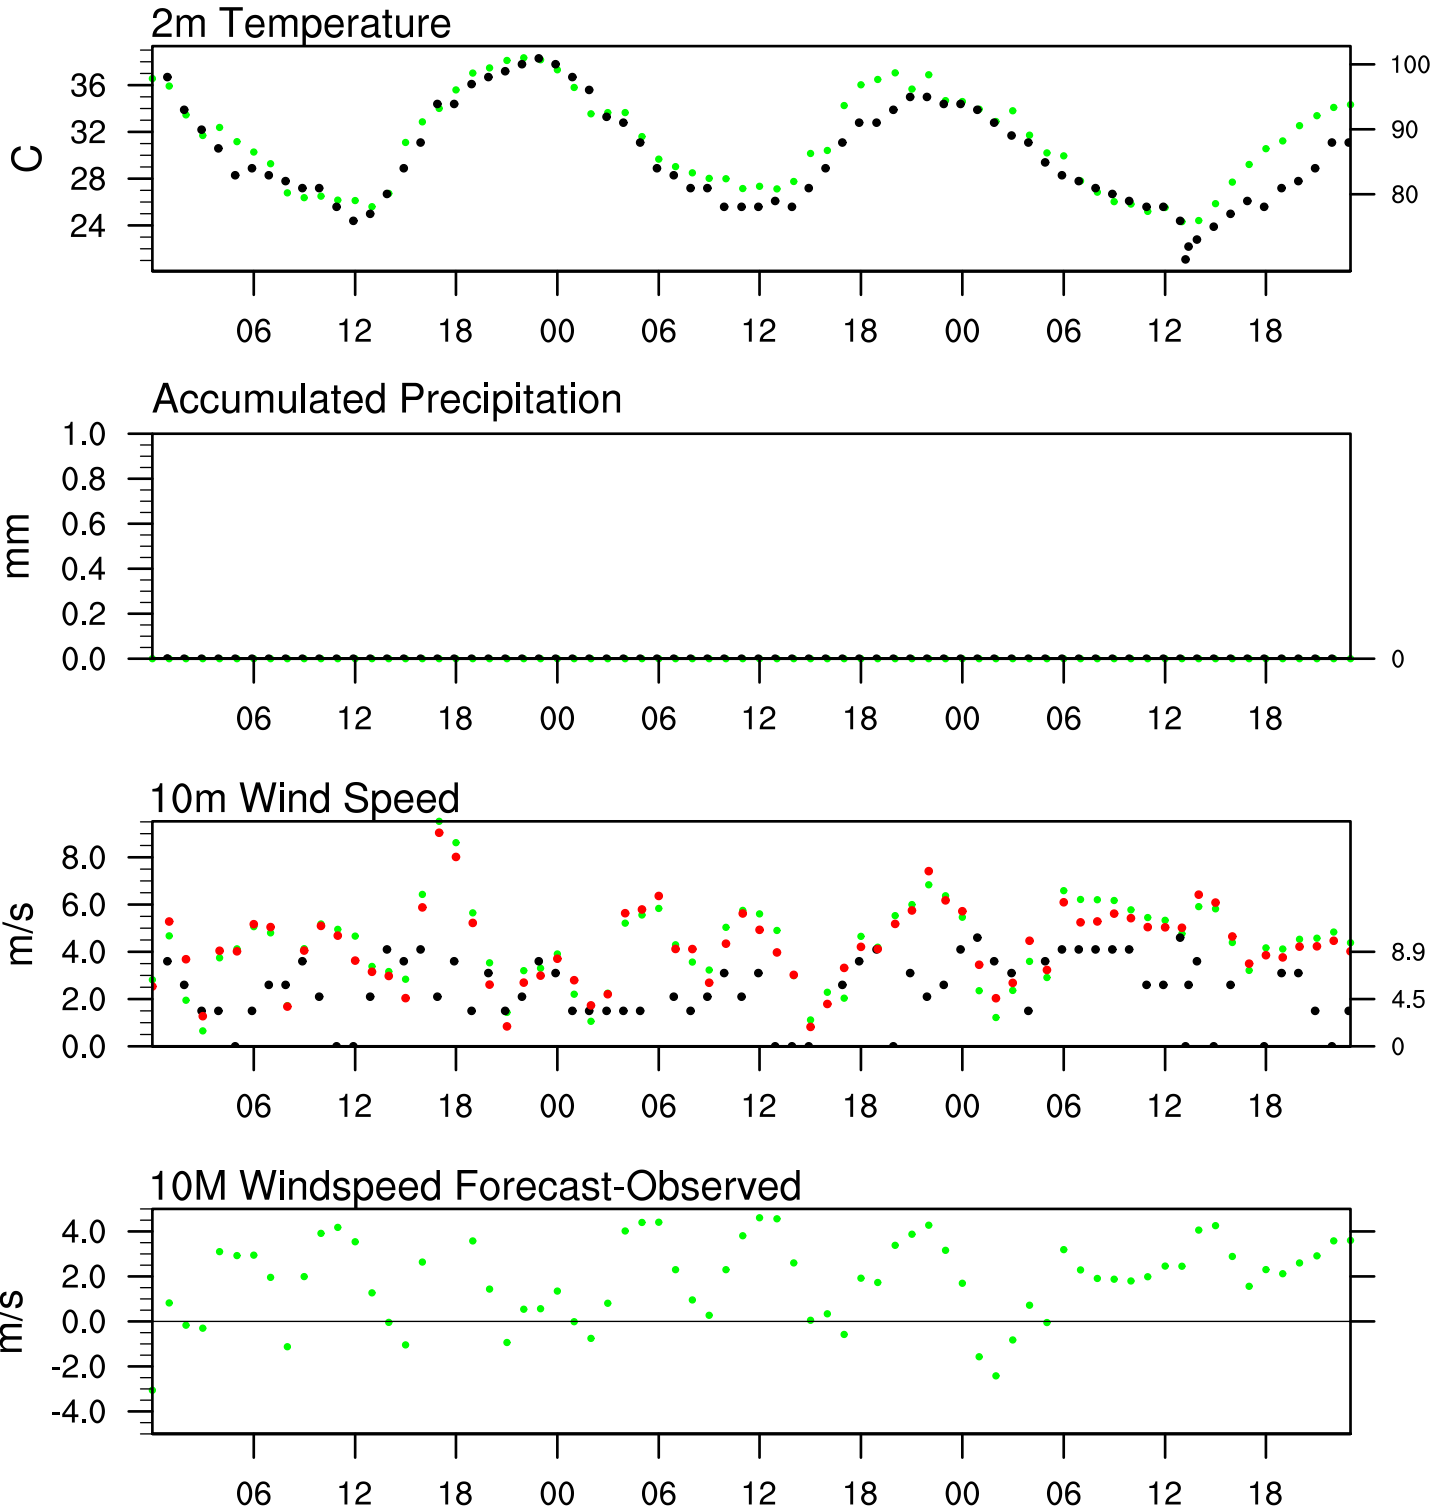 2m Temperature
C
36
32
28
24
100
90
80
06 12 18 00 06 12 18 00 06 12 18
Accumulated Precipitation
mm
1.0
0.8
0.6
0.4
0.2
0.0
0
06 12 18 00 06 12 18 00 06 12 18
10m Wind Speed
m/s
8.0
6.0
4.0
2.0
0.0
8.9
4.5
0
06 12 18 00 06 12 18 00 06 12 18
10M Windspeed Forecast-Observed
m/s
4.0
2.0
0.0
-2.0
-4.0
06 12 18 00 06 12 18 00 06 12 18